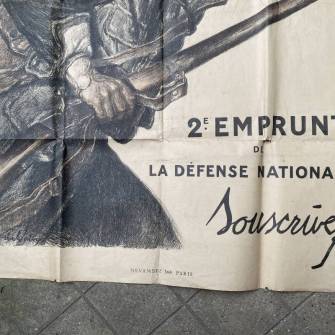 2E EMPRUNT
DE
LA DÉFENSE NATIONA
Souscrive
DEVAMBEZ IMP. PARIS